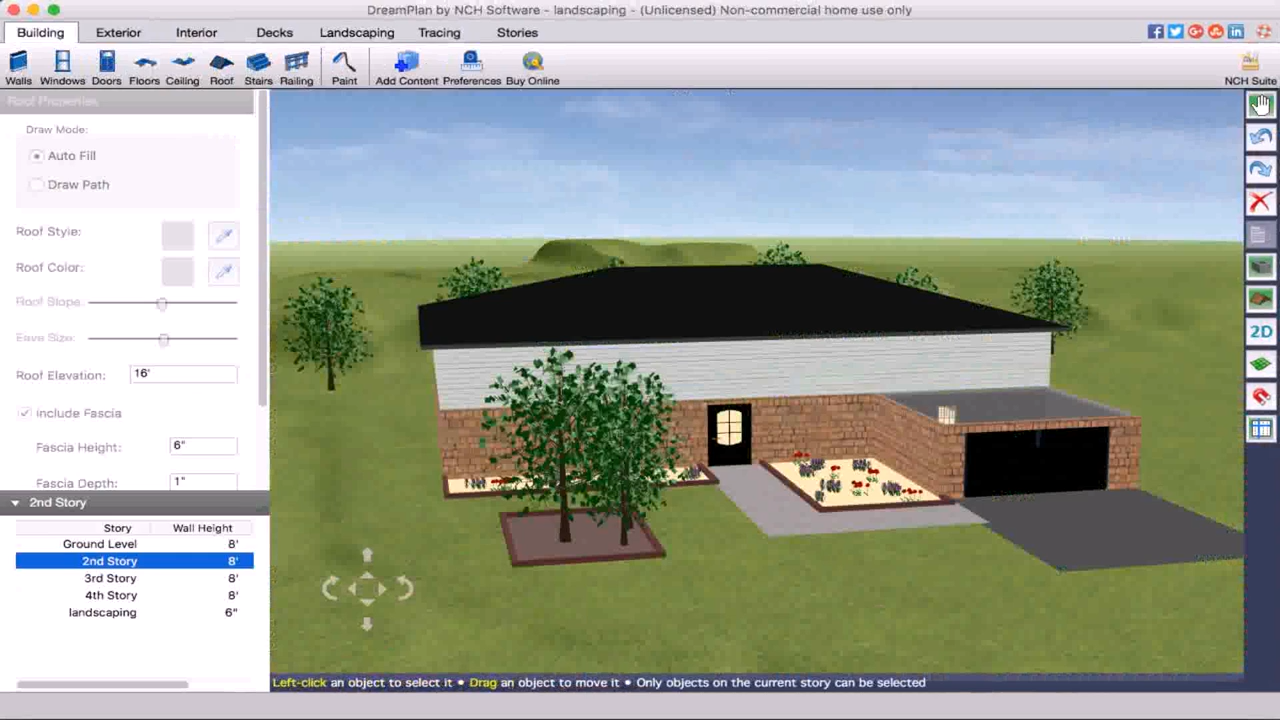 DreamPlan by NCH Software - landscaping - (Unlicensed) Non-commercial home use only
Building Exterior Interior Decks Landscaping Tracing Stories
Walls Windows Doors Floors Ceiling Roof Stairs Railing Paint Add Content Preferences Buy Online NCH Suite
Roof Properties
Draw Mode:
Auto Fill
Draw Path
Roof Style:
Roof Color:
Roof Slope:
Eave Size:
Roof Elevation: 16'
Include Fascia
Fascia Height: 6"
Fascia Depth: 1"
2nd Story
Story Wall Height
Ground Level 8'
2nd Story 8'
3rd Story 8'
4th Story 8'
landscaping 6"
2D
Left-click an object to select it • Drag an object to move it • Only objects on the current story can be selected